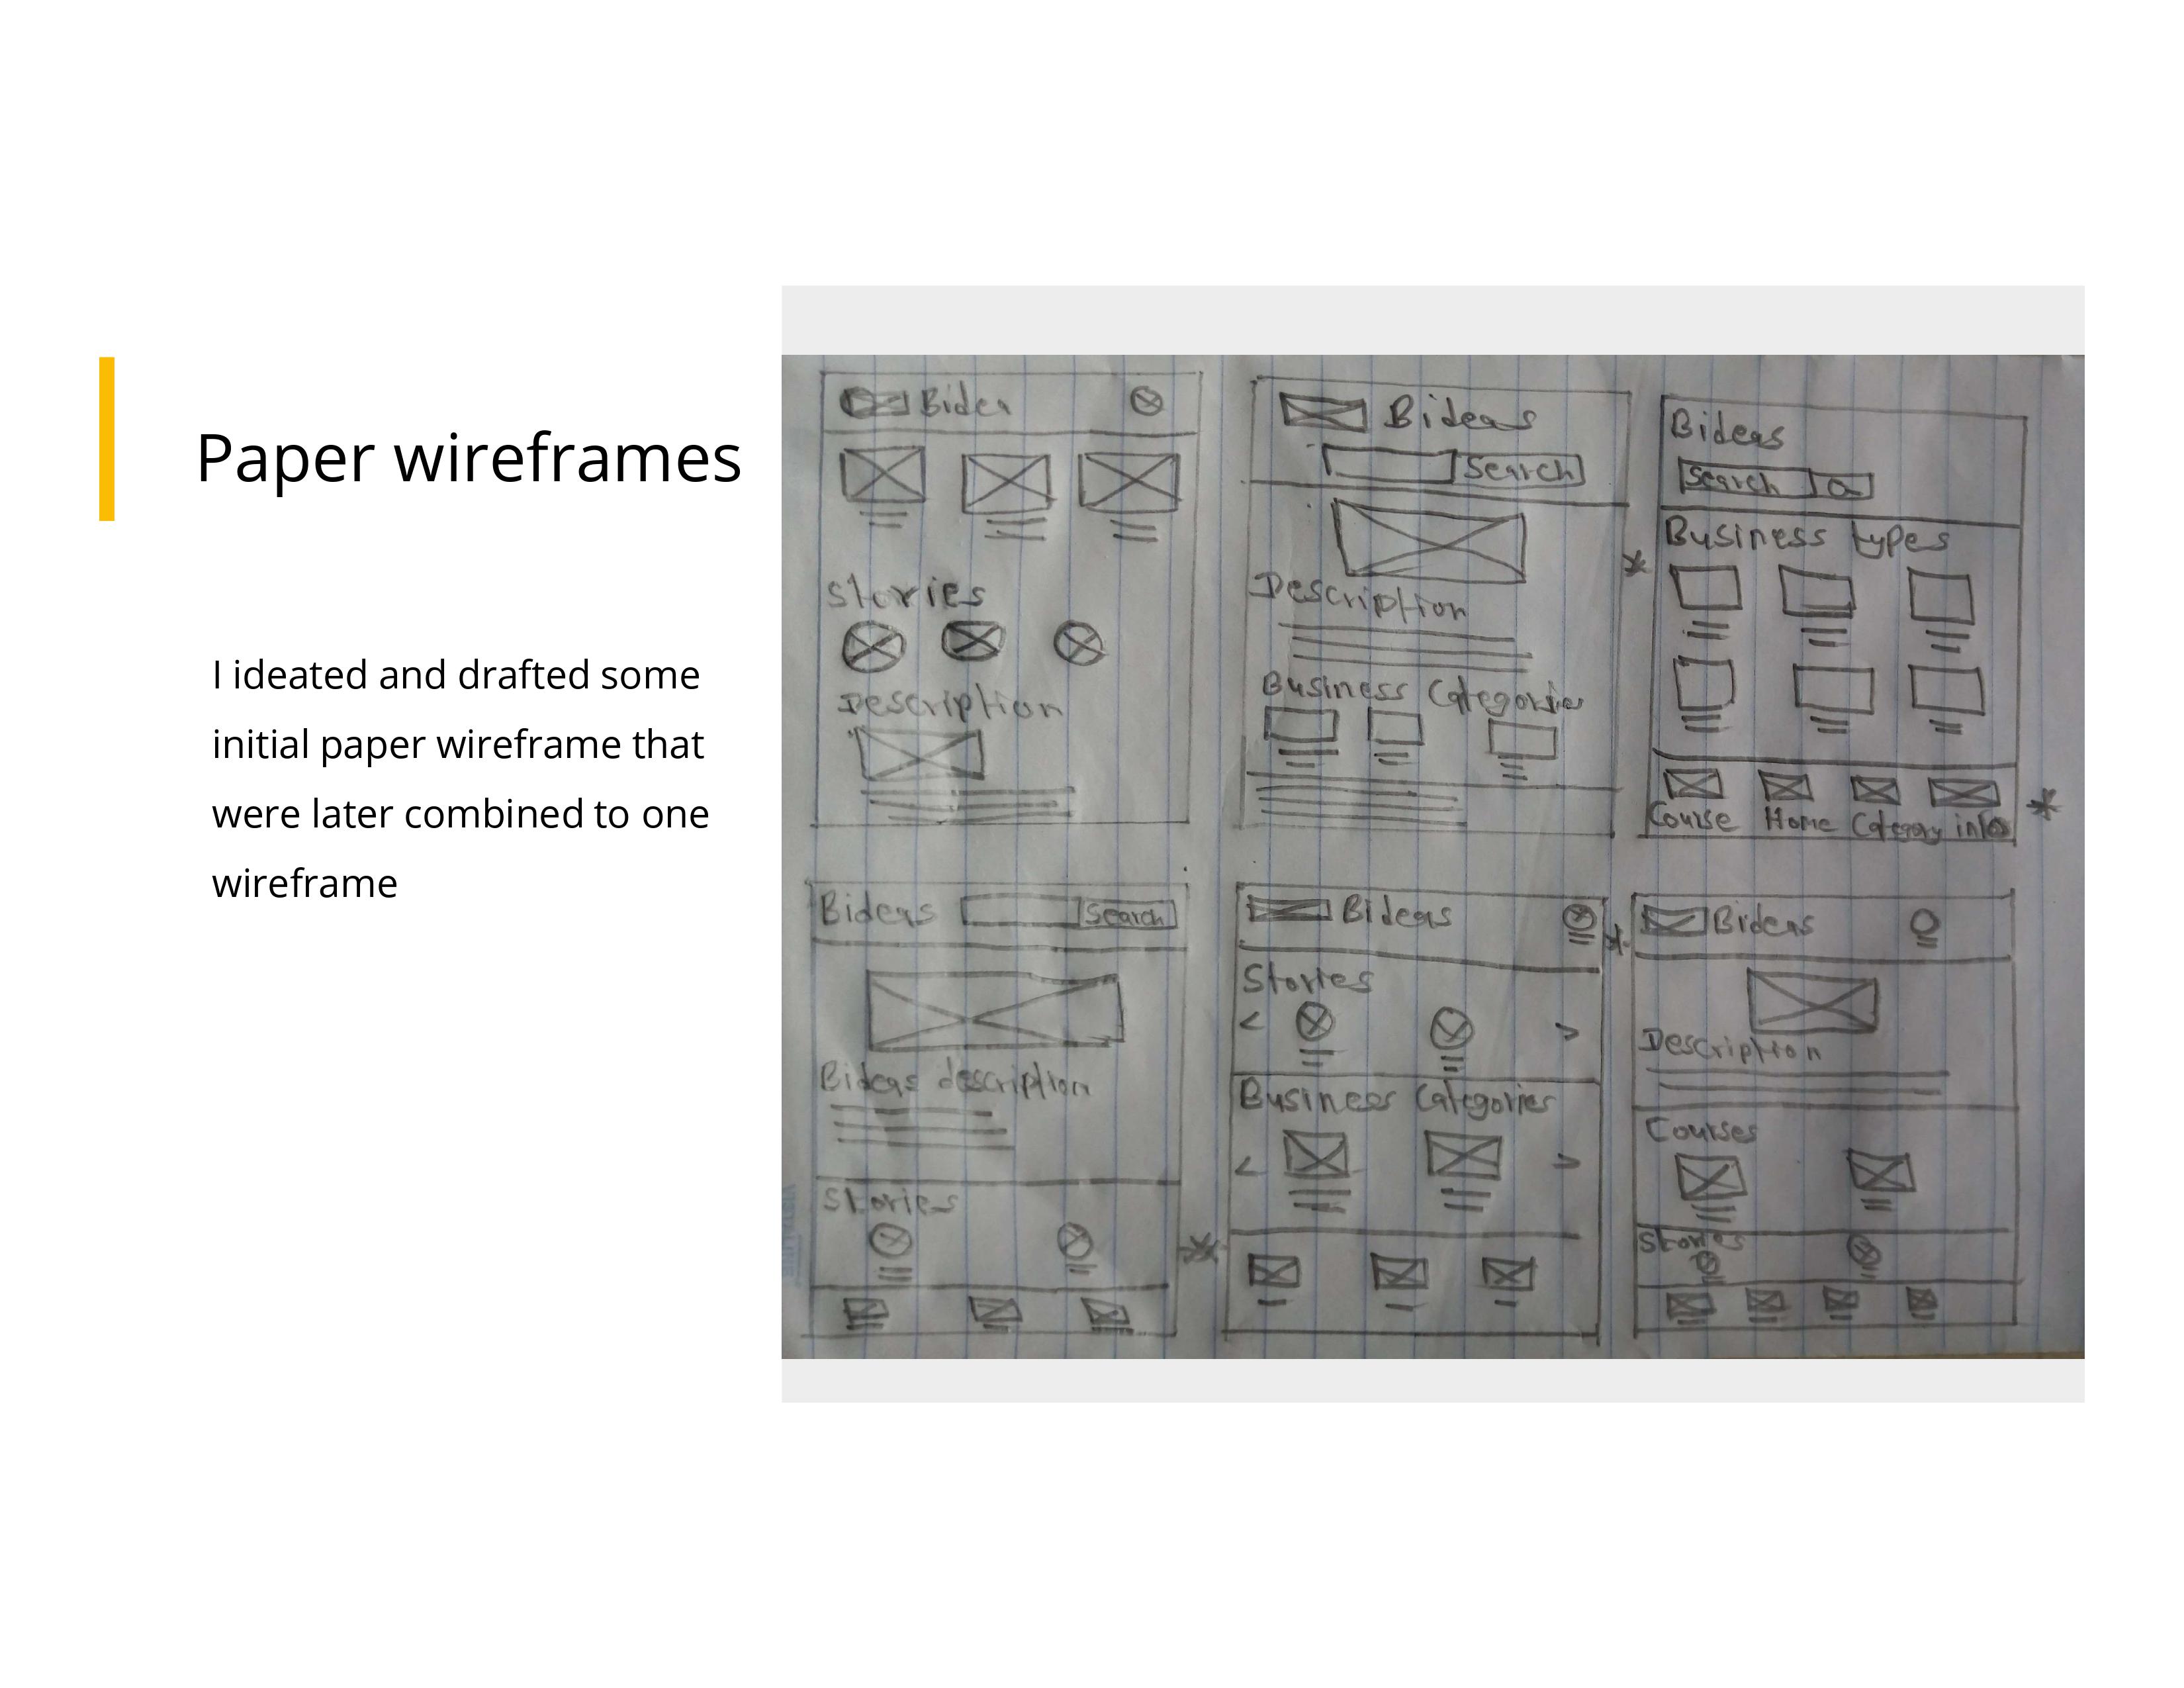 Paper wireframes
I ideated and drafted some
initial paper wireframe that
were later combined to one
wireframe
Bidea
Stories
Description
Bideas
Search
Description
Business Categories
Bideas
Search
Business types
Course Home Category info
Bideas Search
Bideas description
Stories
Bideas
Stories
< >
Business Categories
< >
Bideas
Description
Courses
Stories